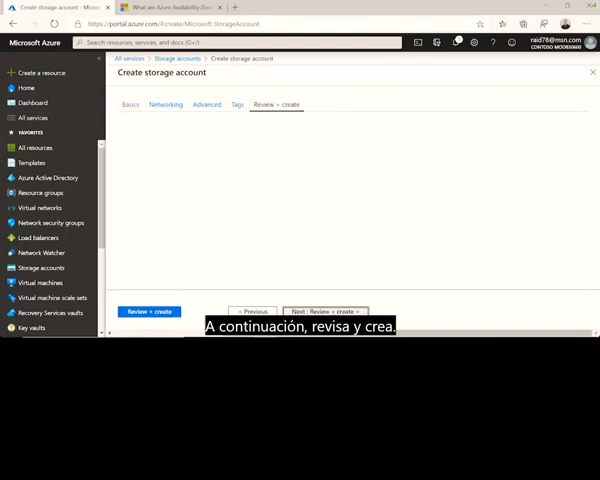 Create storage account - Micros
What are Azure Availability Zone
https://portal.azure.com/#create/Microsoft.StorageAccount
Microsoft Azure
Search resources, services, and docs (G+/)
raid78@msn.com
Create a resource
All services > Storage accounts > Create storage account
Create storage account
Home
Dashboard
All services
FAVORITES
All resources
Templates
Azure Active Directory
Resource groups
Virtual networks
Network security groups
Load balancers
Network Watcher
Storage accounts
Virtual machines
Virtual machine scale sets
Recovery Services vaults
Key vaults
Basics Networking Advanced Tags Review + create
Review + create
< Previous
Next : Review + create >
A continuación, revisa y crea.